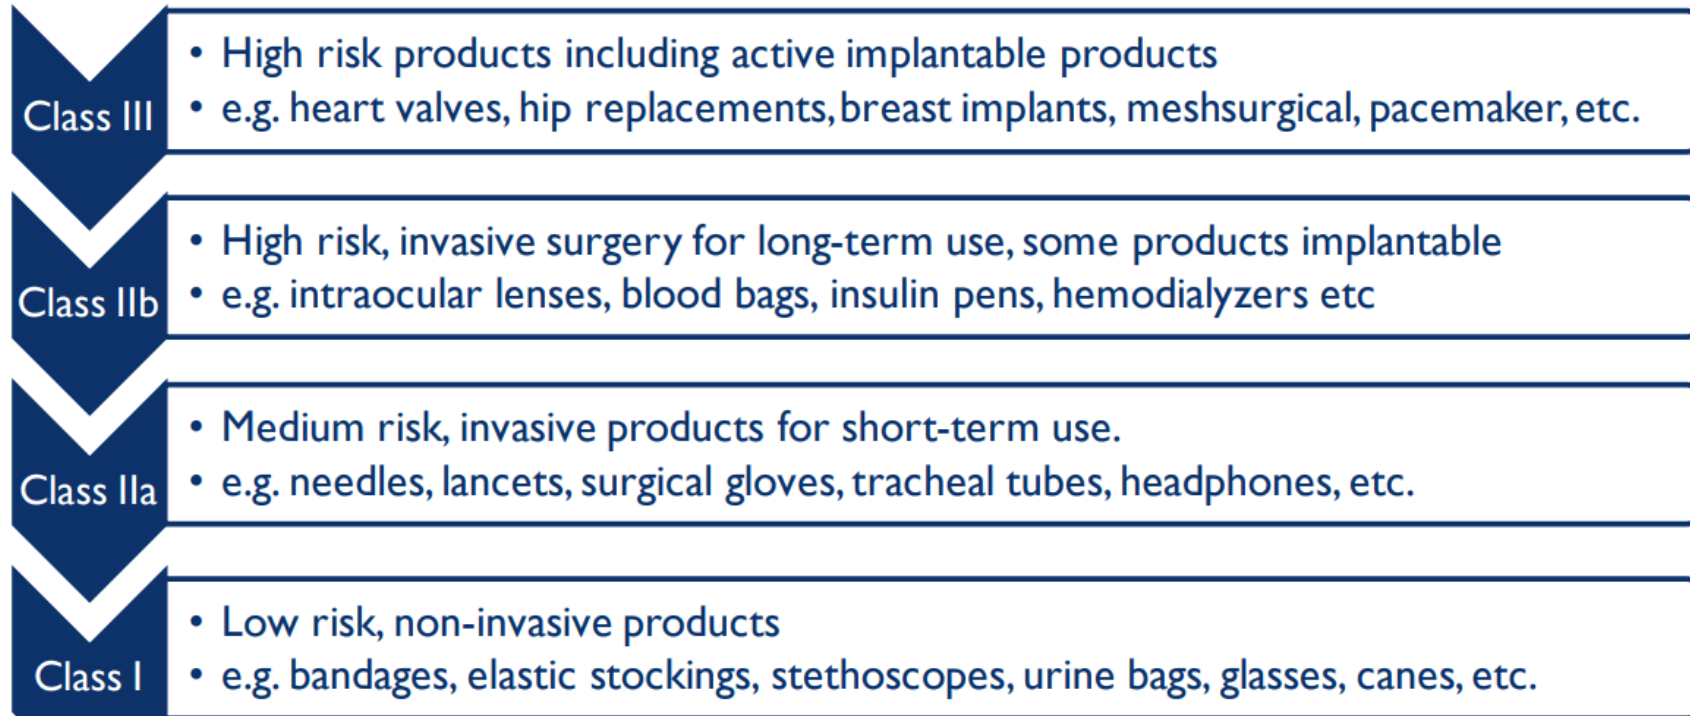 Class III
• High risk products including active implantable products
• e.g. heart valves, hip replacements, breast implants, meshsurgical, pacemaker, etc.
Class IIb
• High risk, invasive surgery for long-term use, some products implantable
• e.g. intraocular lenses, blood bags, insulin pens, hemodialyzers etc
Class IIa
• Medium risk, invasive products for short-term use.
• e.g. needles, lancets, surgical gloves, tracheal tubes, headphones, etc.
Class I
• Low risk, non-invasive products
• e.g. bandages, elastic stockings, stethoscopes, urine bags, glasses, canes, etc.